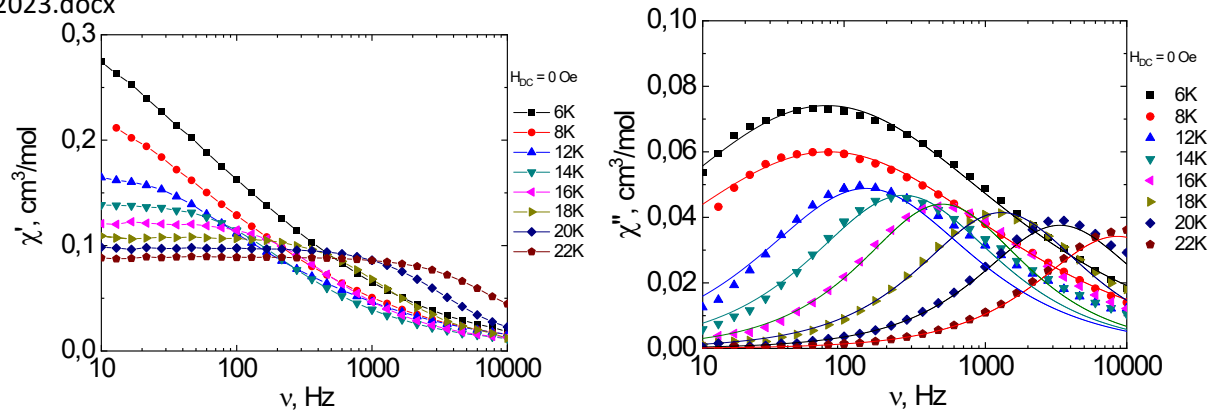 2023.docx
0,3
0,2
0,1
0,0
10
100
1000
10000
χ', cm³/mol
ν, Hz
H_DC = 0 Oe
6K
8K
12K
14K
16K
18K
20K
22K
0,10
0,08
0,06
0,04
0,02
0,00
10
100
1000
10000
χ'', cm³/mol
ν, Hz
H_DC = 0 Oe
6K
8K
12K
14K
16K
18K
20K
22K